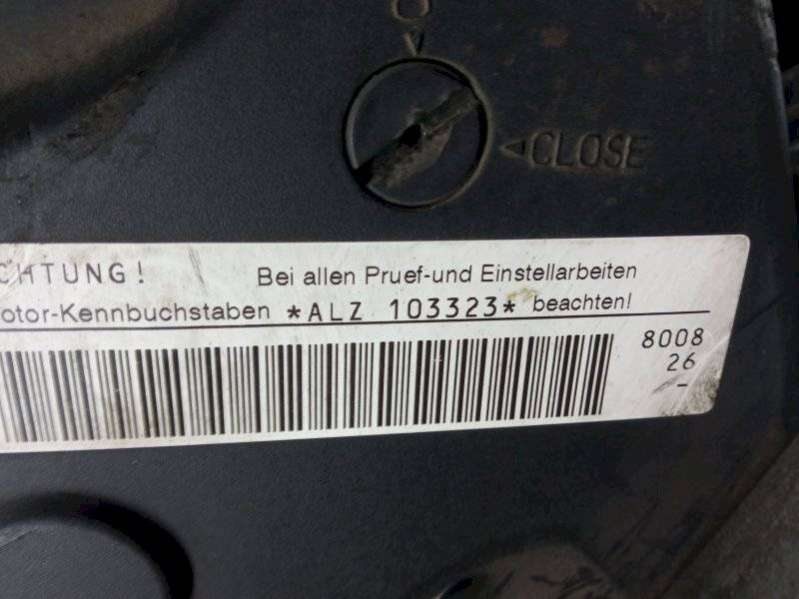 O
CLOSE
CHTUNG! Bei allen Pruef-und Einstellarbeiten
otor-Kennbuchstaben *ALZ 103323* beachten!
8008
26
-